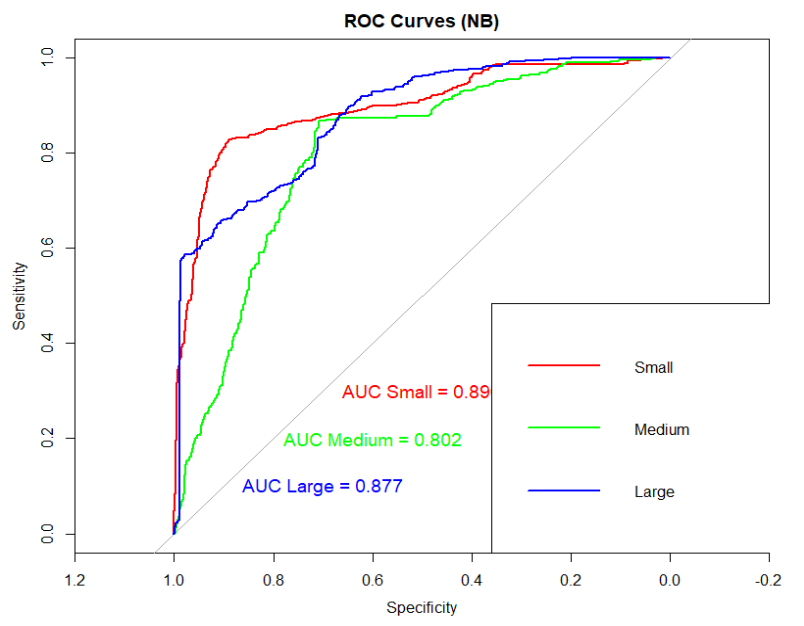 ROC Curves (NB)
Sensitivity
1.0
0.8
0.6
0.4
0.2
0.0
AUC Small = 0.89
AUC Medium = 0.802
AUC Large = 0.877
Small
Medium
Large
1.2 1.0 0.8 0.6 0.4 0.2 0.0 -0.2
Specificity